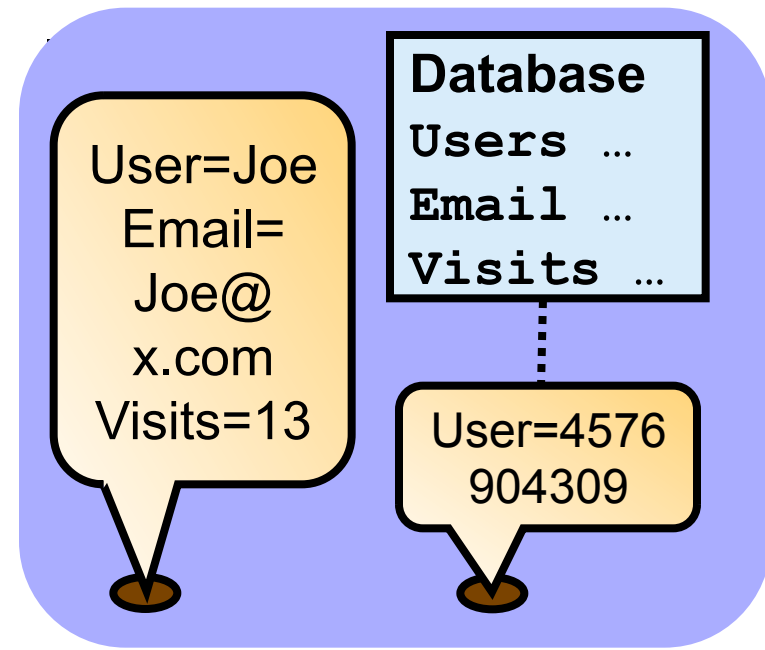 User=Joe
Email=
Joe@
x.com
Visits=13
Database
Users …
Email …
Visits …
User=4576
904309